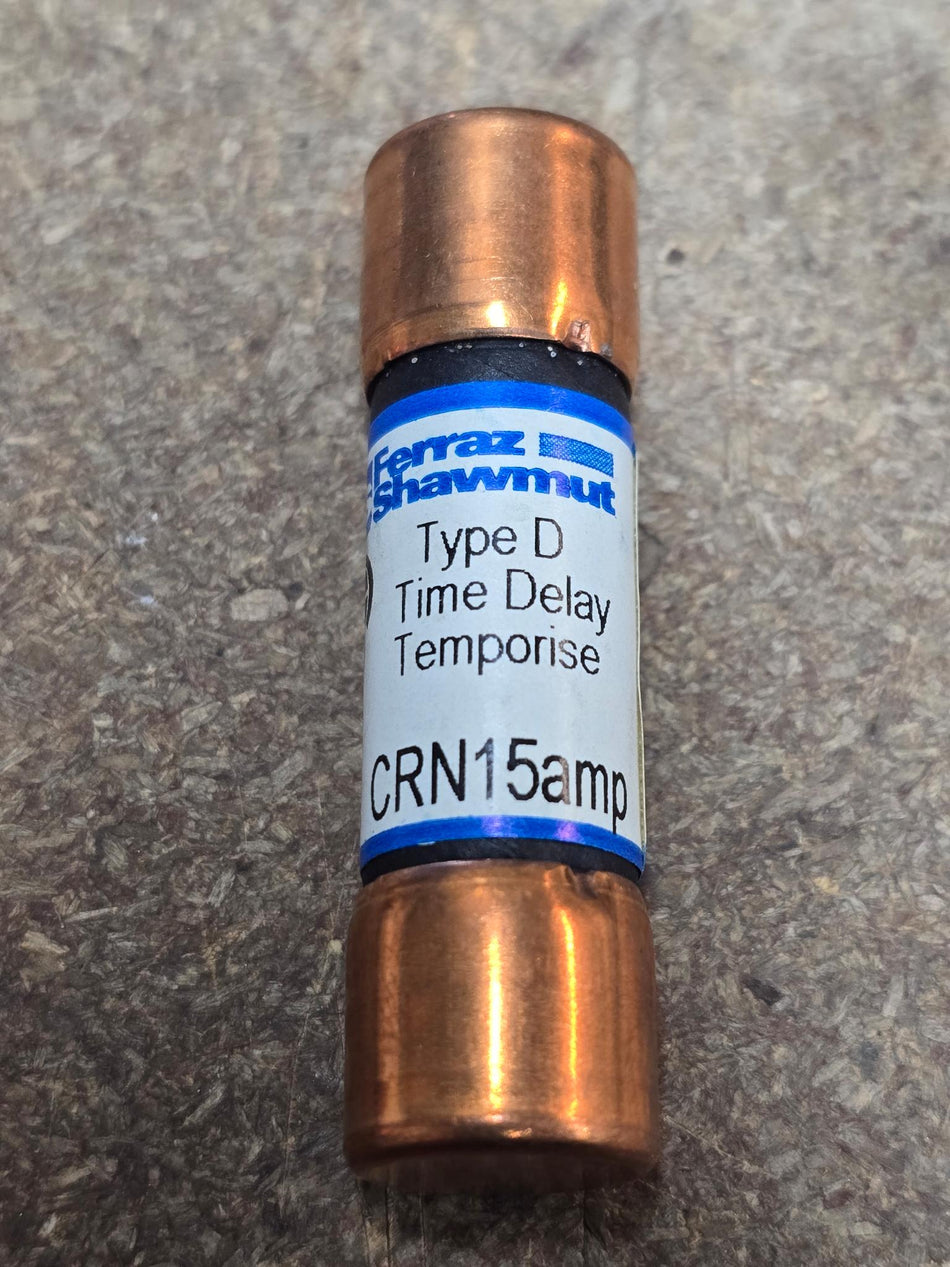 Ferraz
Shawmut
Type D
Time Delay
Temporise
CRN15amp